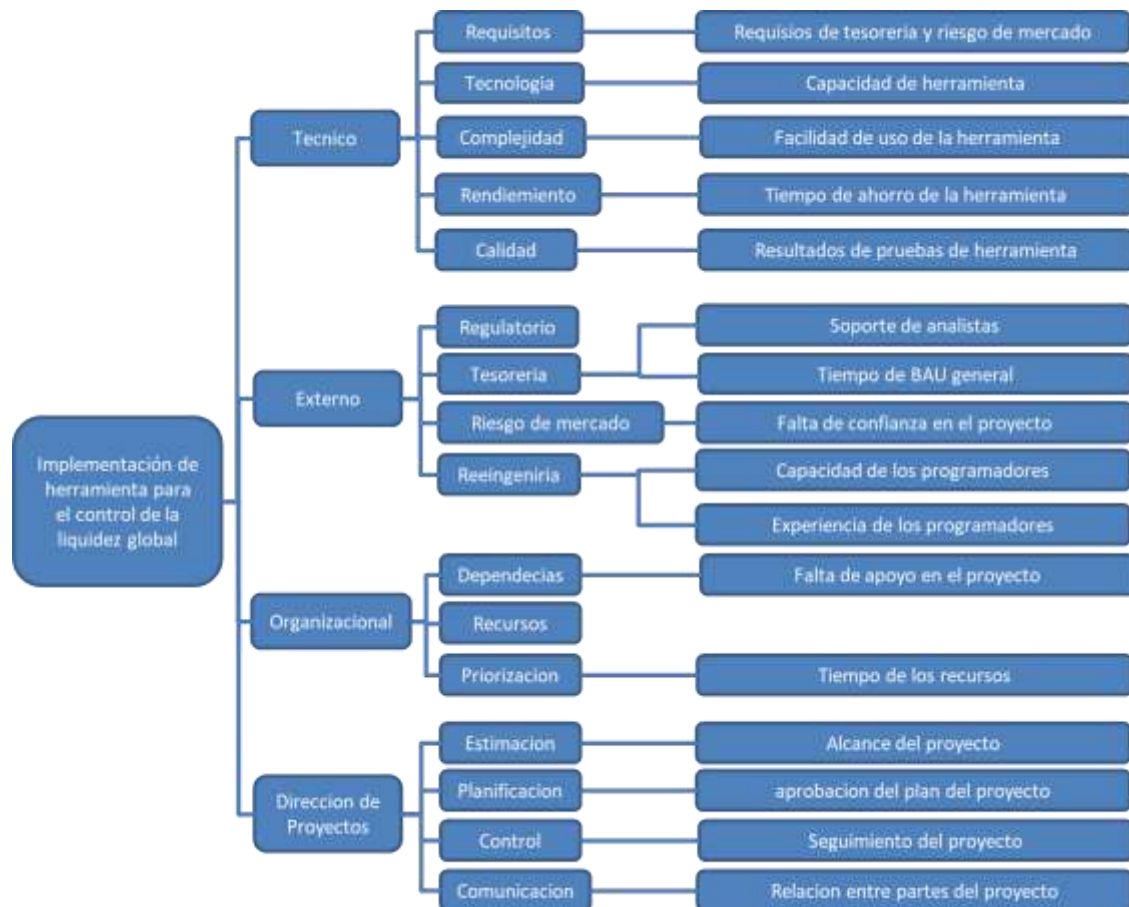 Requisitos
Requisios de tesoreria y riesgo de mercado
Tecnologia
Capacidad de herramienta
Tecnico
Complejidad
Facilidad de uso de la herramienta
Rendiemiento
Tiempo de ahorro de la herramienta
Calidad
Resultados de pruebas de herramienta
Regulatorio
Soporte de analistas
Tesoreria
Tiempo de BAU general
Externo
Riesgo de mercado
Falta de confianza en el proyecto
Reeingeniria
Capacidad de los programadores
Experiencia de los programadores
Implementación de
herramienta para
el control de la
liquidez global
Dependecias
Falta de apoyo en el proyecto
Organizacional
Recursos
Priorizacion
Tiempo de los recursos
Estimacion
Alcance del proyecto
Planificacion
aprobacion del plan del proyecto
Direccion de
Proyectos
Control
Seguimiento del proyecto
Comunicacion
Relacion entre partes del proyecto